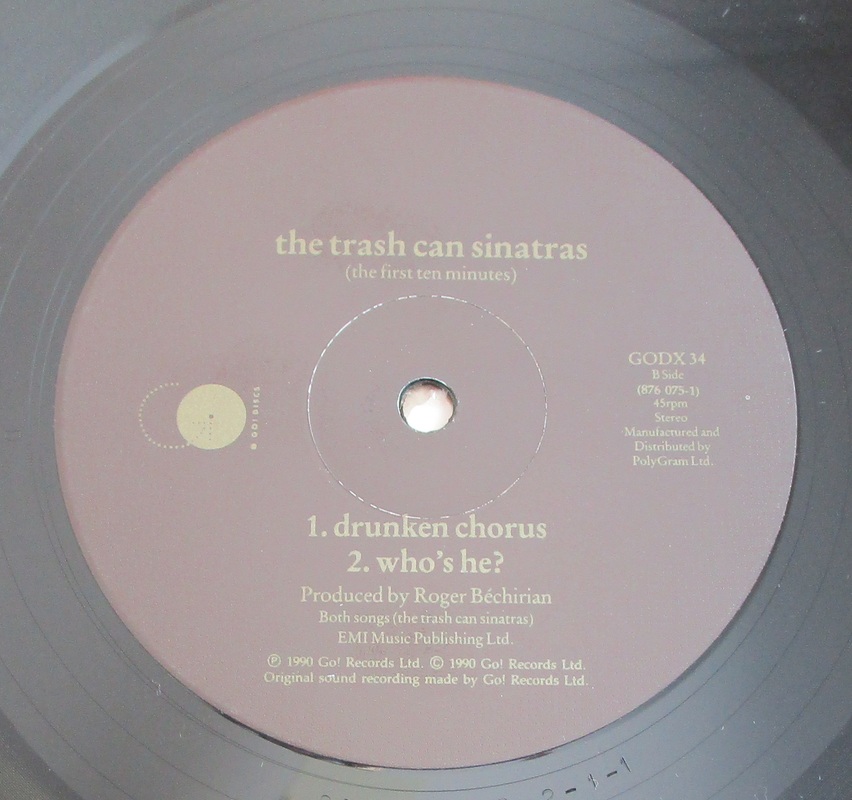 the trash can sinatras
(the first ten minutes)
GODX 34
B Side
(876 075-1)
45rpm
Stereo
Manufactured and
Distributed by
PolyGram Ltd.
GO! DISCS
1. drunken chorus
2. who's he?
Produced by Roger Béchirian
Both songs (the trash can sinatras)
EMI Music Publishing Ltd.
℗ 1990 Go! Records Ltd. © 1990 Go! Records Ltd.
Original sound recording made by Go! Records Ltd.
2-1-1